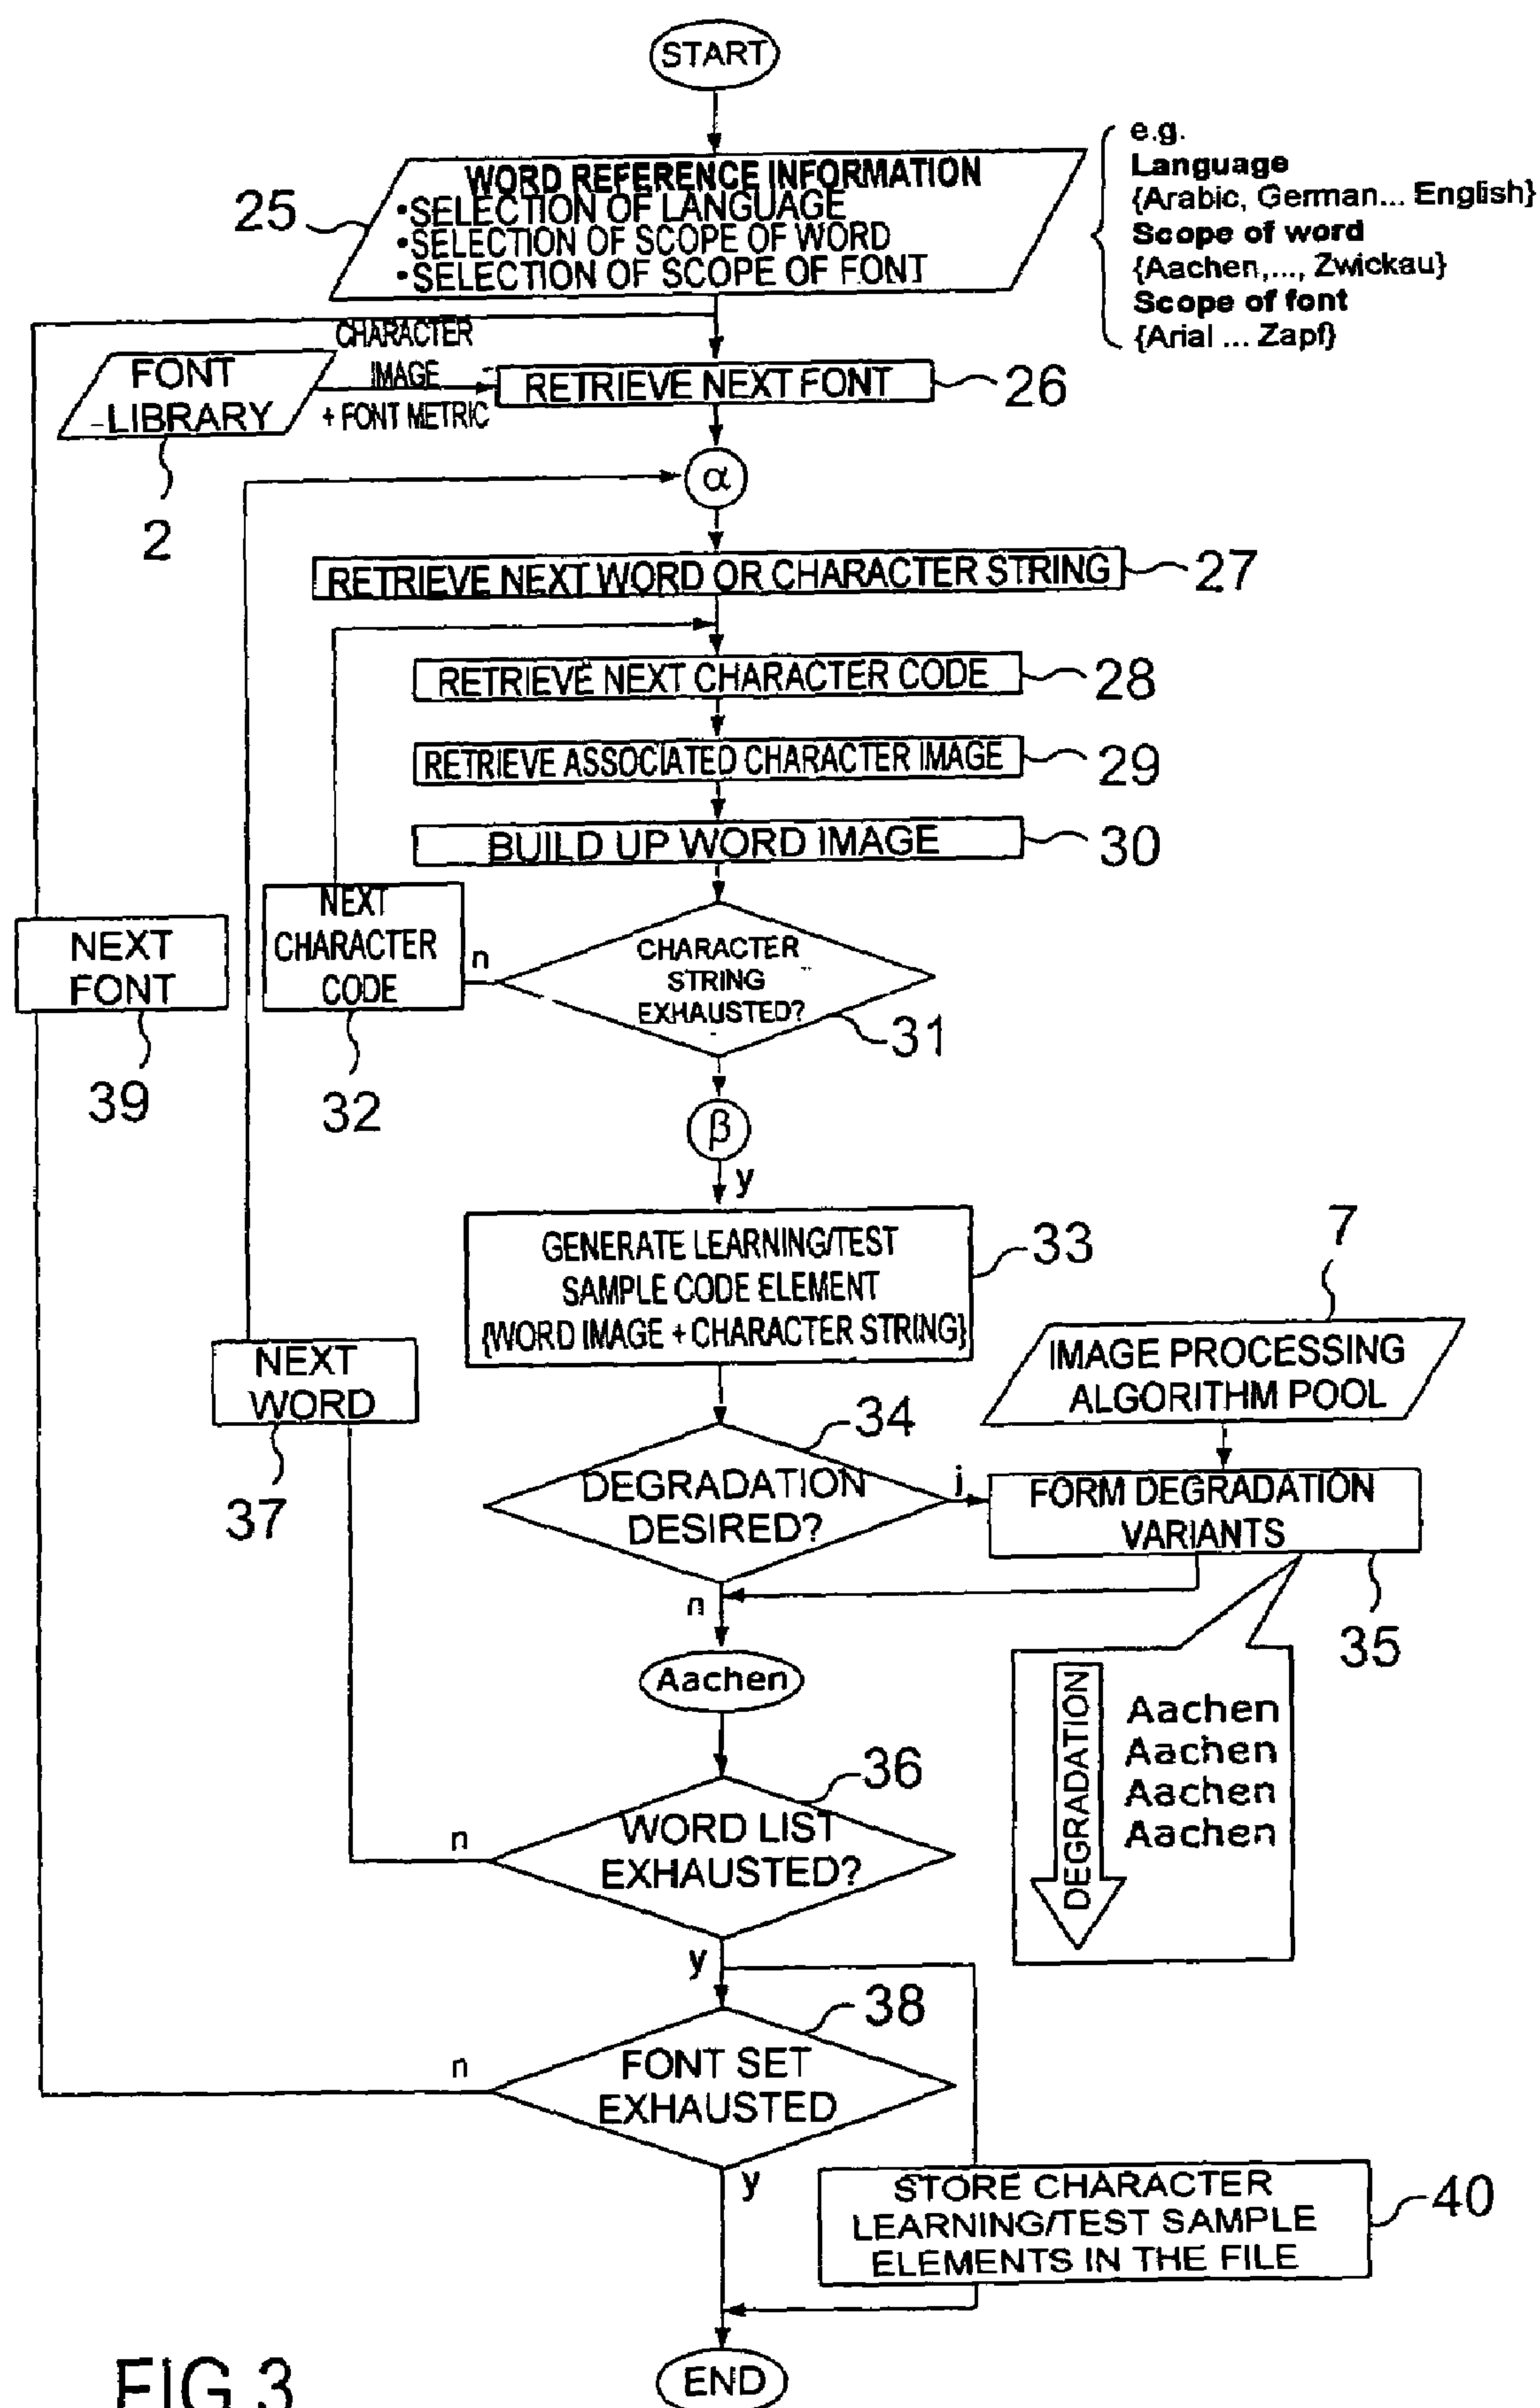 START
e.g.
Language
{Arabic, German... English}
Scope of word
{Aachen,..., Zwickau}
Scope of font
{Arial ... Zapf}
25
WORD REFERENCE INFORMATION
•SELECTION OF LANGUAGE
•SELECTION OF SCOPE OF WORD
•SELECTION OF SCOPE OF FONT
FONT
-LIBRARY
2
CHARACTER
IMAGE
+ FONT METRIC
RETRIEVE NEXT FONT
26
α
RETRIEVE NEXT WORD OR CHARACTER STRING
27
RETRIEVE NEXT CHARACTER CODE
28
RETRIEVE ASSOCIATED CHARACTER IMAGE
29
BUILD UP WORD IMAGE
30
NEXT
FONT
39
NEXT
CHARACTER
CODE
32
n
CHARACTER
STRING
EXHAUSTED?
31
β
y
GENERATE LEARNING/TEST
SAMPLE CODE ELEMENT
{WORD IMAGE + CHARACTER STRING}
33
7
IMAGE PROCESSING
ALGORITHM POOL
NEXT
WORD
37
34
DEGRADATION
DESIRED?
j
FORM DEGRADATION
VARIANTS
35
n
Aachen
DEGRADATION
Aachen
Aachen
Aachen
Aachen
36
WORD LIST
EXHAUSTED?
n
y
38
FONT SET
EXHAUSTED
n
y
STORE CHARACTER
LEARNING/TEST SAMPLE
ELEMENTS IN THE FILE
40
END
FIG 3